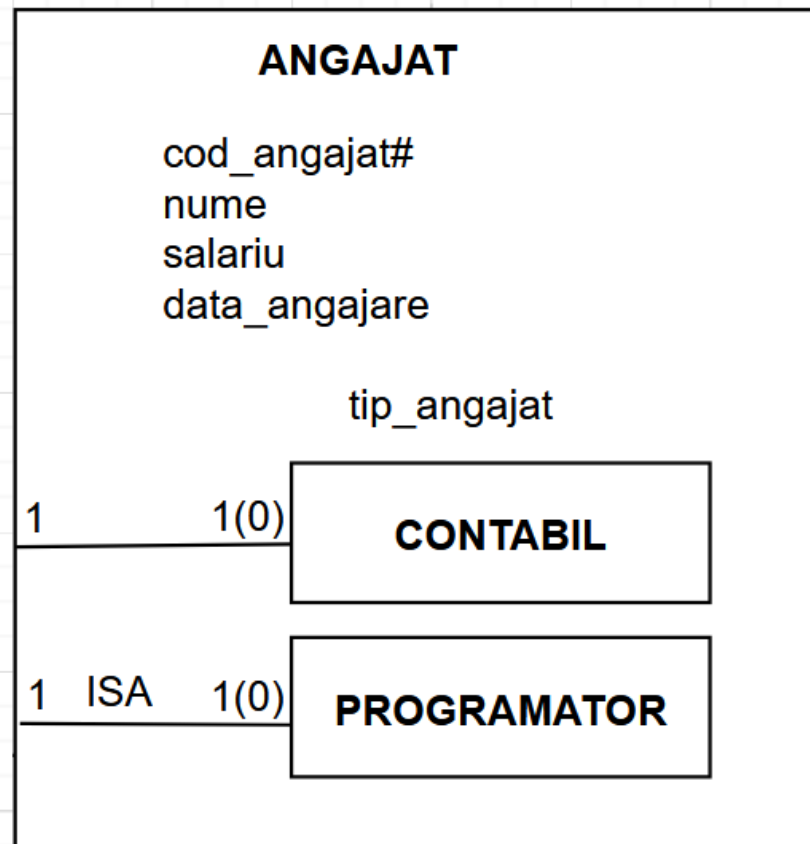 ANGAJAT
cod_angajat#
nume
salariu
data_angajare
tip_angajat
1 1(0) CONTABIL
1 ISA 1(0) PROGRAMATOR